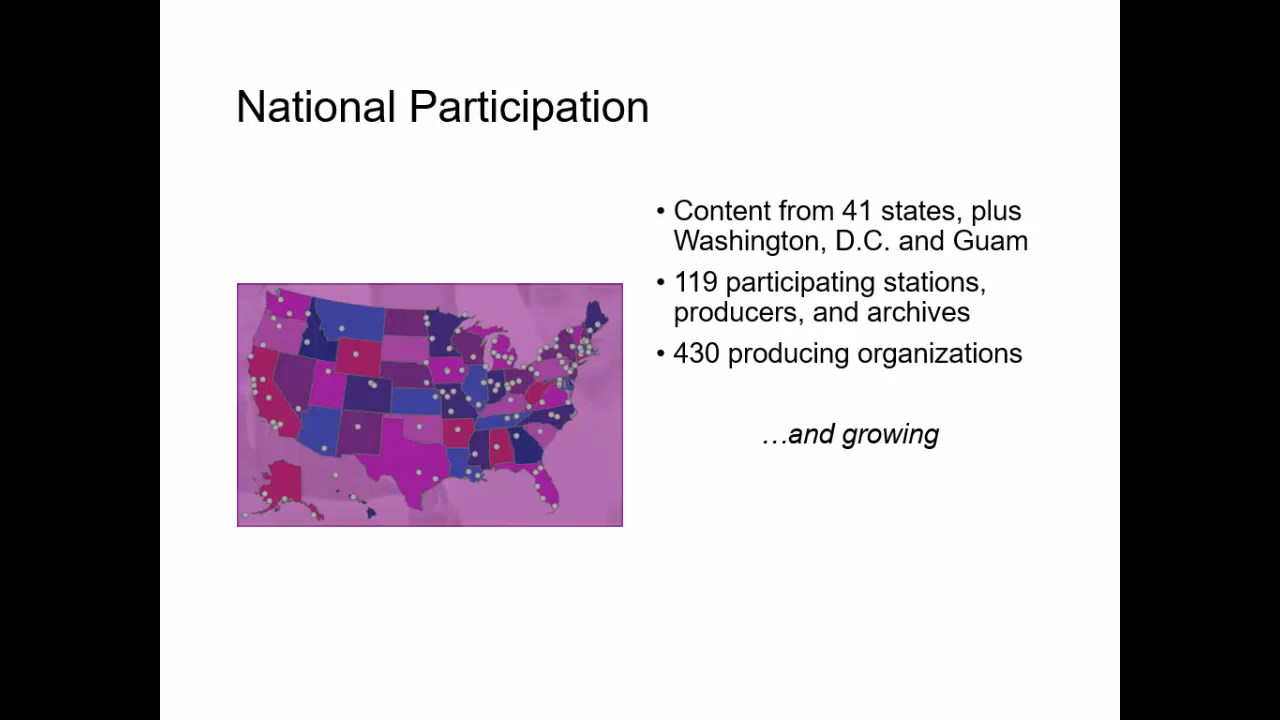 National Participation
• Content from 41 states, plus
Washington, D.C. and Guam
• 119 participating stations,
producers, and archives
• 430 producing organizations
…and growing